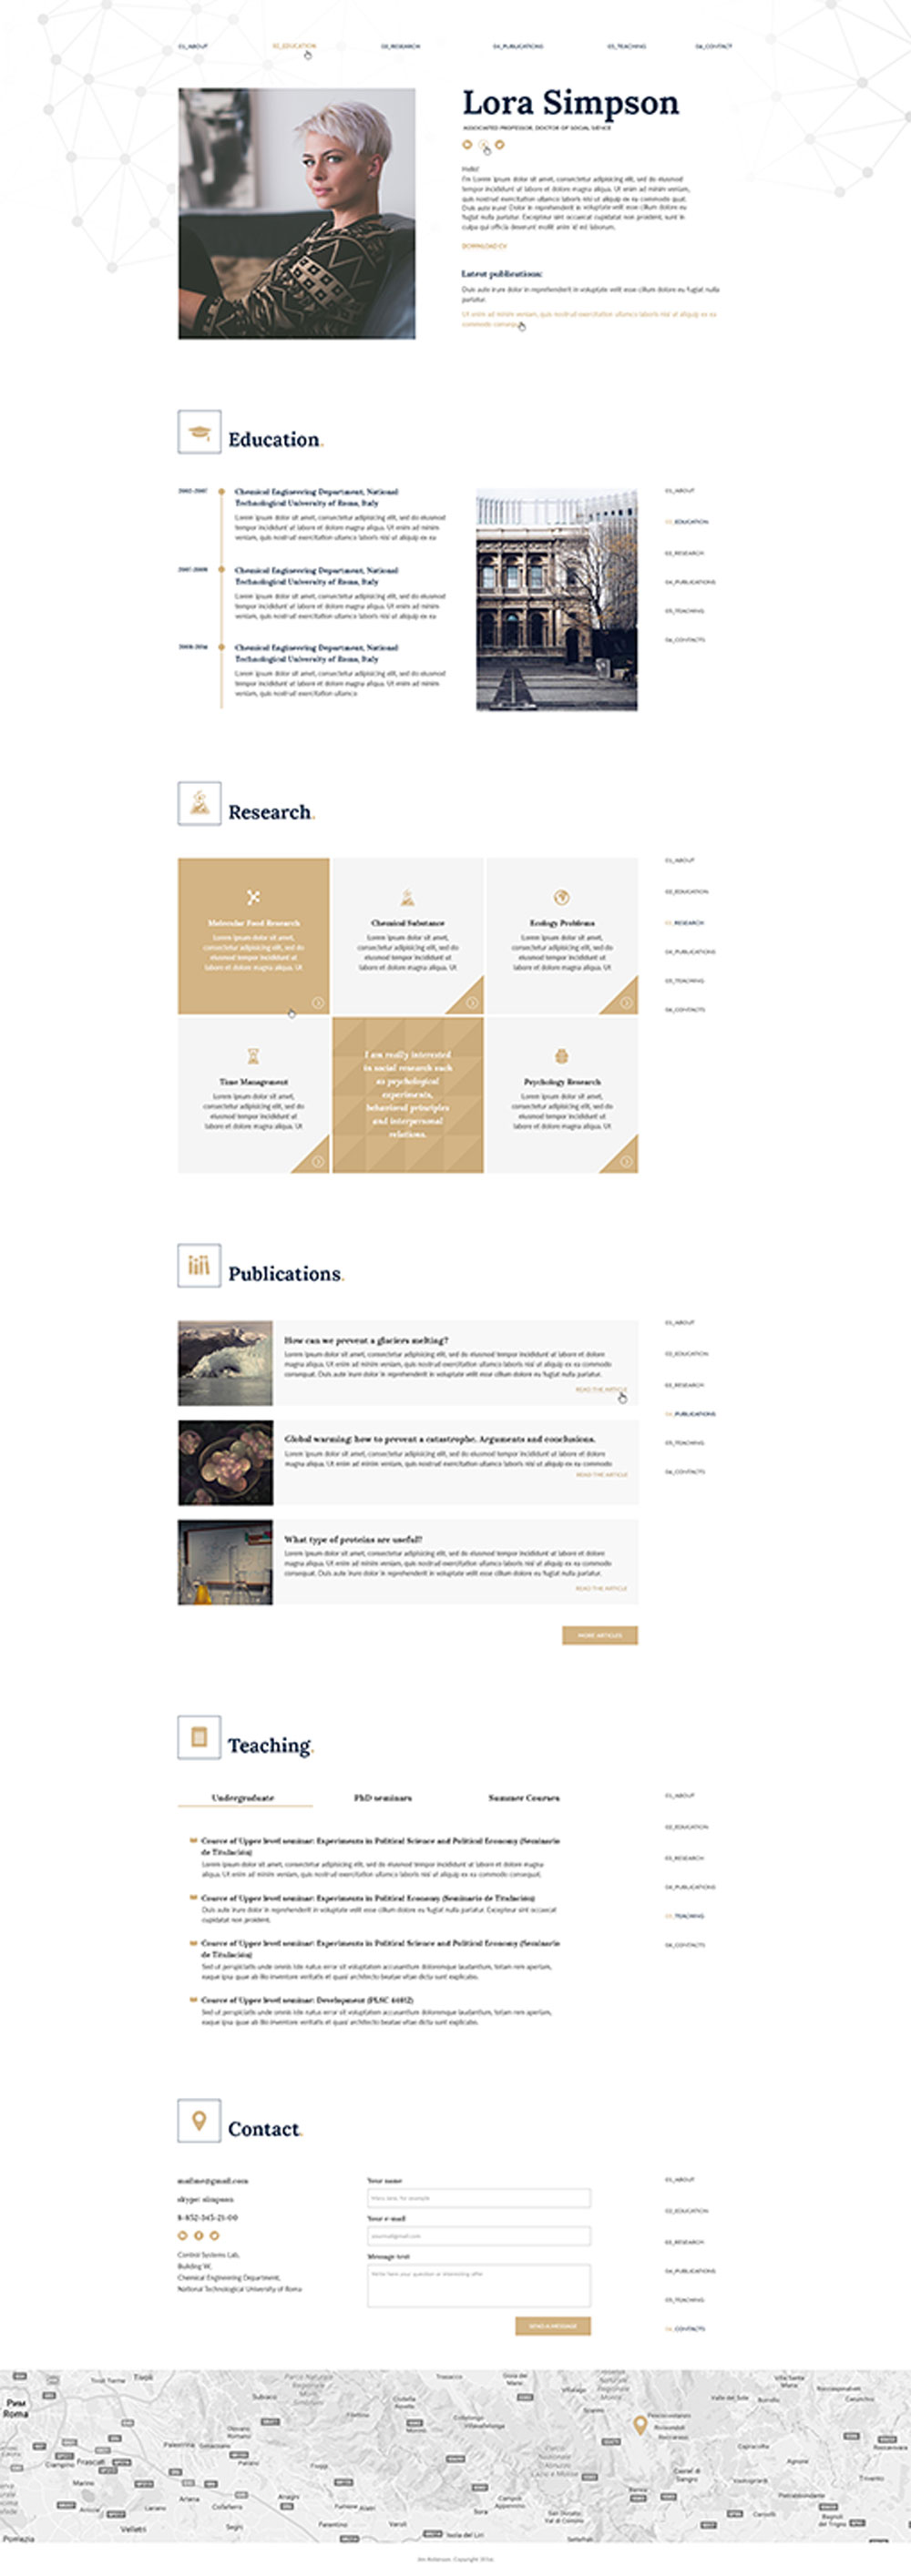 01_ABOUT 02_EDUCATION 03_RESEARCH 04_PUBLICATIONS 05_TEACHING 06_CONTACT
Lora Simpson
ASSOCIATED PROFESSOR, DOCTOR OF SOCIAL
Hello!
I'm Lorem ipsum dolor sit amet, consectetur adipisicing elit, sed do eiusmod
tempor incididunt ut labore et dolore magna aliqua. Ut enim ad minim veniam,
quis nostrud exercitation ullamco laboris nisi ut aliquip ex ea commodo quat.
Duis aute irure! Dolor in reprehenderit in voluptate velit esse cillum dolore eu
fugiat nulla pariatur. Excepteur sint occaecat cupidatat non proident, sunt in
culpa qui officia deserunt mollit anim id est laborum.
DOWNLOAD CV
Latest publications:
Duis aute irure dolor in reprehenderit in voluptate velit esse cillum dolore eu fugiat nulla
pariatur.
Ut enim ad minim veniam, quis nostrud exercitation ullamco laboris nisi ut aliquip ex ea
commodo
Education.
2002-2007
Chemical Engineering Department, National
Technological University of Roma, Italy
Lorem ipsum dolor sit amet, consectetur adipisicing elit, sed do eiusmod
tempor incididunt ut labore et dolore magna aliqua. Ut enim ad minim
veniam, quis nostrud exercitation ullamco laboris nisi ut aliquip ex ea
2007-2009
Chemical Engineering Department, National
Technological University of Roma, Italy
Lorem ipsum dolor sit amet, consectetur adipisicing elit, sed do eiusmod
tempor incididunt ut labore et dolore magna aliqua. Ut enim ad minim
veniam, quis nostrud exercitation ullamco laboris nisi ut aliquip ex ea
Chemical Engineering Department, National
Technological University of Roma, Italy
Lorem ipsum dolor sit amet, consectetur adipisicing elit, sed do eiusmod
tempor incididunt ut labore et dolore magna aliqua. Ut enim ad minim
veniam, quis nostrud exercitation ullamco
01_ABOUT
02_EDUCATION
03_RESEARCH
04_PUBLICATIONS
05_TEACHING
06_CONTACTS
Research.
Molecular Food Research
Lorem ipsum dolor sit amet,
consectetur adipisicing elit, sed do
eiusmod tempor incididunt ut
labore et dolore magna aliqua. Ut
Chemical Substance
Lorem ipsum dolor sit amet,
consectetur adipisicing elit, sed do
eiusmod tempor incididunt ut
labore et dolore magna aliqua. Ut
Ecology Problems
Lorem ipsum dolor sit amet,
consectetur adipisicing elit, sed do
eiusmod tempor incididunt ut
labore et dolore magna aliqua. Ut
Time Management
Lorem ipsum dolor sit amet,
consectetur adipisicing elit, sed do
eiusmod tempor incididunt ut
labore et dolore magna aliqua. Ut
I am really interested
in social research such
as psychological
experiments,
behavioral principles
and interpersonal
relations.
Psychology Research
Lorem ipsum dolor sit amet,
consectetur adipisicing elit, sed do
eiusmod tempor incididunt ut
labore et dolore magna aliqua. Ut
01_ABOUT
02_EDUCATION
03_RESEARCH
04_PUBLICATIONS
05_TEACHING
06_CONTACTS
Publications.
How can we prevent a glaciers melting?
Lorem ipsum dolor sit amet, consectetur adipisicing elit, sed do eiusmod tempor incididunt ut labore et dolore
magna aliqua. Ut enim ad minim veniam, quis nostrud exercitation ullamco laboris nisi ut aliquip ex ea commodo
consequat. Duis aute irure dolor in reprehenderit in voluptate velit esse cillum dolore eu fugiat nulla pariatur.
READ THE ARTICLE
Global warming: how to prevent a catastrophe. Arguments and conclusions.
Lorem ipsum dolor sit amet, consectetur adipisicing elit, sed do eiusmod tempor incididunt ut labore et dolore
magna aliqua. Ut enim ad minim veniam, quis nostrud exercitation ullamco laboris nisi ut aliquip ex ea commodo
READ THE ARTICLE
What type of proteins are useful?
Lorem ipsum dolor sit amet, consectetur adipisicing elit, sed do eiusmod tempor incididunt ut labore et dolore
magna aliqua. Ut enim ad minim veniam, quis nostrud exercitation ullamco laboris nisi ut aliquip ex ea commodo
consequat. Duis aute irure dolor in reprehenderit in voluptate velit esse cillum dolore eu fugiat nulla pariatur.
READ THE ARTICLE
MORE ARTICLES
01_ABOUT
02_EDUCATION
03_RESEARCH
04_PUBLICATIONS
05_TEACHING
06_CONTACTS
Teaching.
Undergraduate PhD seminars Summer Courses
Cource of Upper level seminar: Experiments in Political Science and Political Economy (Seminario
de Titulación)
Lorem ipsum dolor sit amet, consectetur adipisicing elit, sed do eiusmod tempor incididunt ut labore et dolore magna
aliqua. Ut enim ad minim veniam, quis nostrud exercitation ullamco laboris nisi ut aliquip ex ea commodo consequat.
Cource of Upper level seminar: Experiments in Political Economy (Seminario de Titulación)
Duis aute irure dolor in reprehenderit in voluptate velit esse cillum dolore eu fugiat nulla pariatur. Excepteur sint occaecat
cupidatat non proident.
Cource of Upper level seminar: Experiments in Political Science and Political Economy (Seminario
de Titulación)
Sed ut perspiciatis unde omnis iste natus error sit voluptatem accusantium doloremque laudantium, totam rem aperiam,
eaque ipsa quae ab illo inventore veritatis et quasi architecto beatae vitae dicta sunt explicabo.
Cource of Upper level seminar: Development (PLSC 44012)
Sed ut perspiciatis unde omnis iste natus error sit voluptatem accusantium doloremque laudantium, totam rem aperiam,
eaque ipsa quae ab illo inventore veritatis et quasi architecto beatae vitae dicta sunt explicabo.
01_ABOUT
02_EDUCATION
03_RESEARCH
04_PUBLICATIONS
05_TEACHING
06_CONTACTS
Contact.
mailme@gmail.com
skype: simpson
8-852-545-21-00
Control Systems Lab,
Building 9K,
Chemical Engineering Department,
National Technological University of Roma
Your name
Your e-mail
yourmail@gmail.com
Message text
Write here your question or interesting offer
SEND A MESSAGE
01_ABOUT
02_EDUCATION
03_RESEARCH
04_PUBLICATIONS
05_TEACHING
06_CONTACTS
Рим
Roma
Tivoli
Subiaco
Palestrina
Frascati
Ciampino
Marino
Ariccia
Lariano
Velletri
Pomezia
Artena
Colleferro
Segni
Anagni
Fiuggi
Ferentino
Alatri
Veroli
Sora
Isola del Liri
Trasacco
Avezzano
Pescasseroli
Scanno
Villalago
Castel di
Sangro
Capracotta
Agnone
Trivento
Carovilli